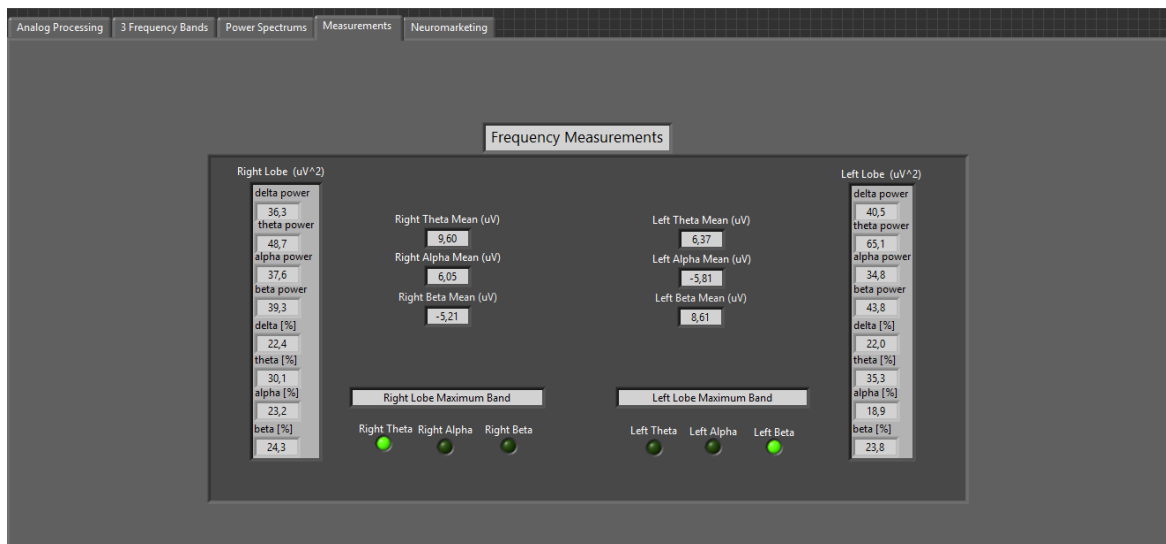 Analog Processing
3 Frequency Bands
Power Spectrums
Measurements
Neuromarketing
Frequency Measurements
Right Lobe (uV^2)
delta power
36,3
theta power
48,7
alpha power
37,6
beta power
39,3
delta [%]
22,4
theta [%]
30,1
alpha [%]
23,2
beta [%]
24,3
Right Theta Mean (uV)
9,60
Right Alpha Mean (uV)
6,05
Right Beta Mean (uV)
-5,21
Right Lobe Maximum Band
Right Theta Right Alpha Right Beta
Left Theta Mean (uV)
6,37
Left Alpha Mean (uV)
-5,81
Left Beta Mean (uV)
8,61
Left Lobe Maximum Band
Left Theta Left Alpha Left Beta
Left Lobe (uV^2)
delta power
40,5
theta power
65,1
alpha power
34,8
beta power
43,8
delta [%]
22,0
theta [%]
35,3
alpha [%]
18,9
beta [%]
23,8